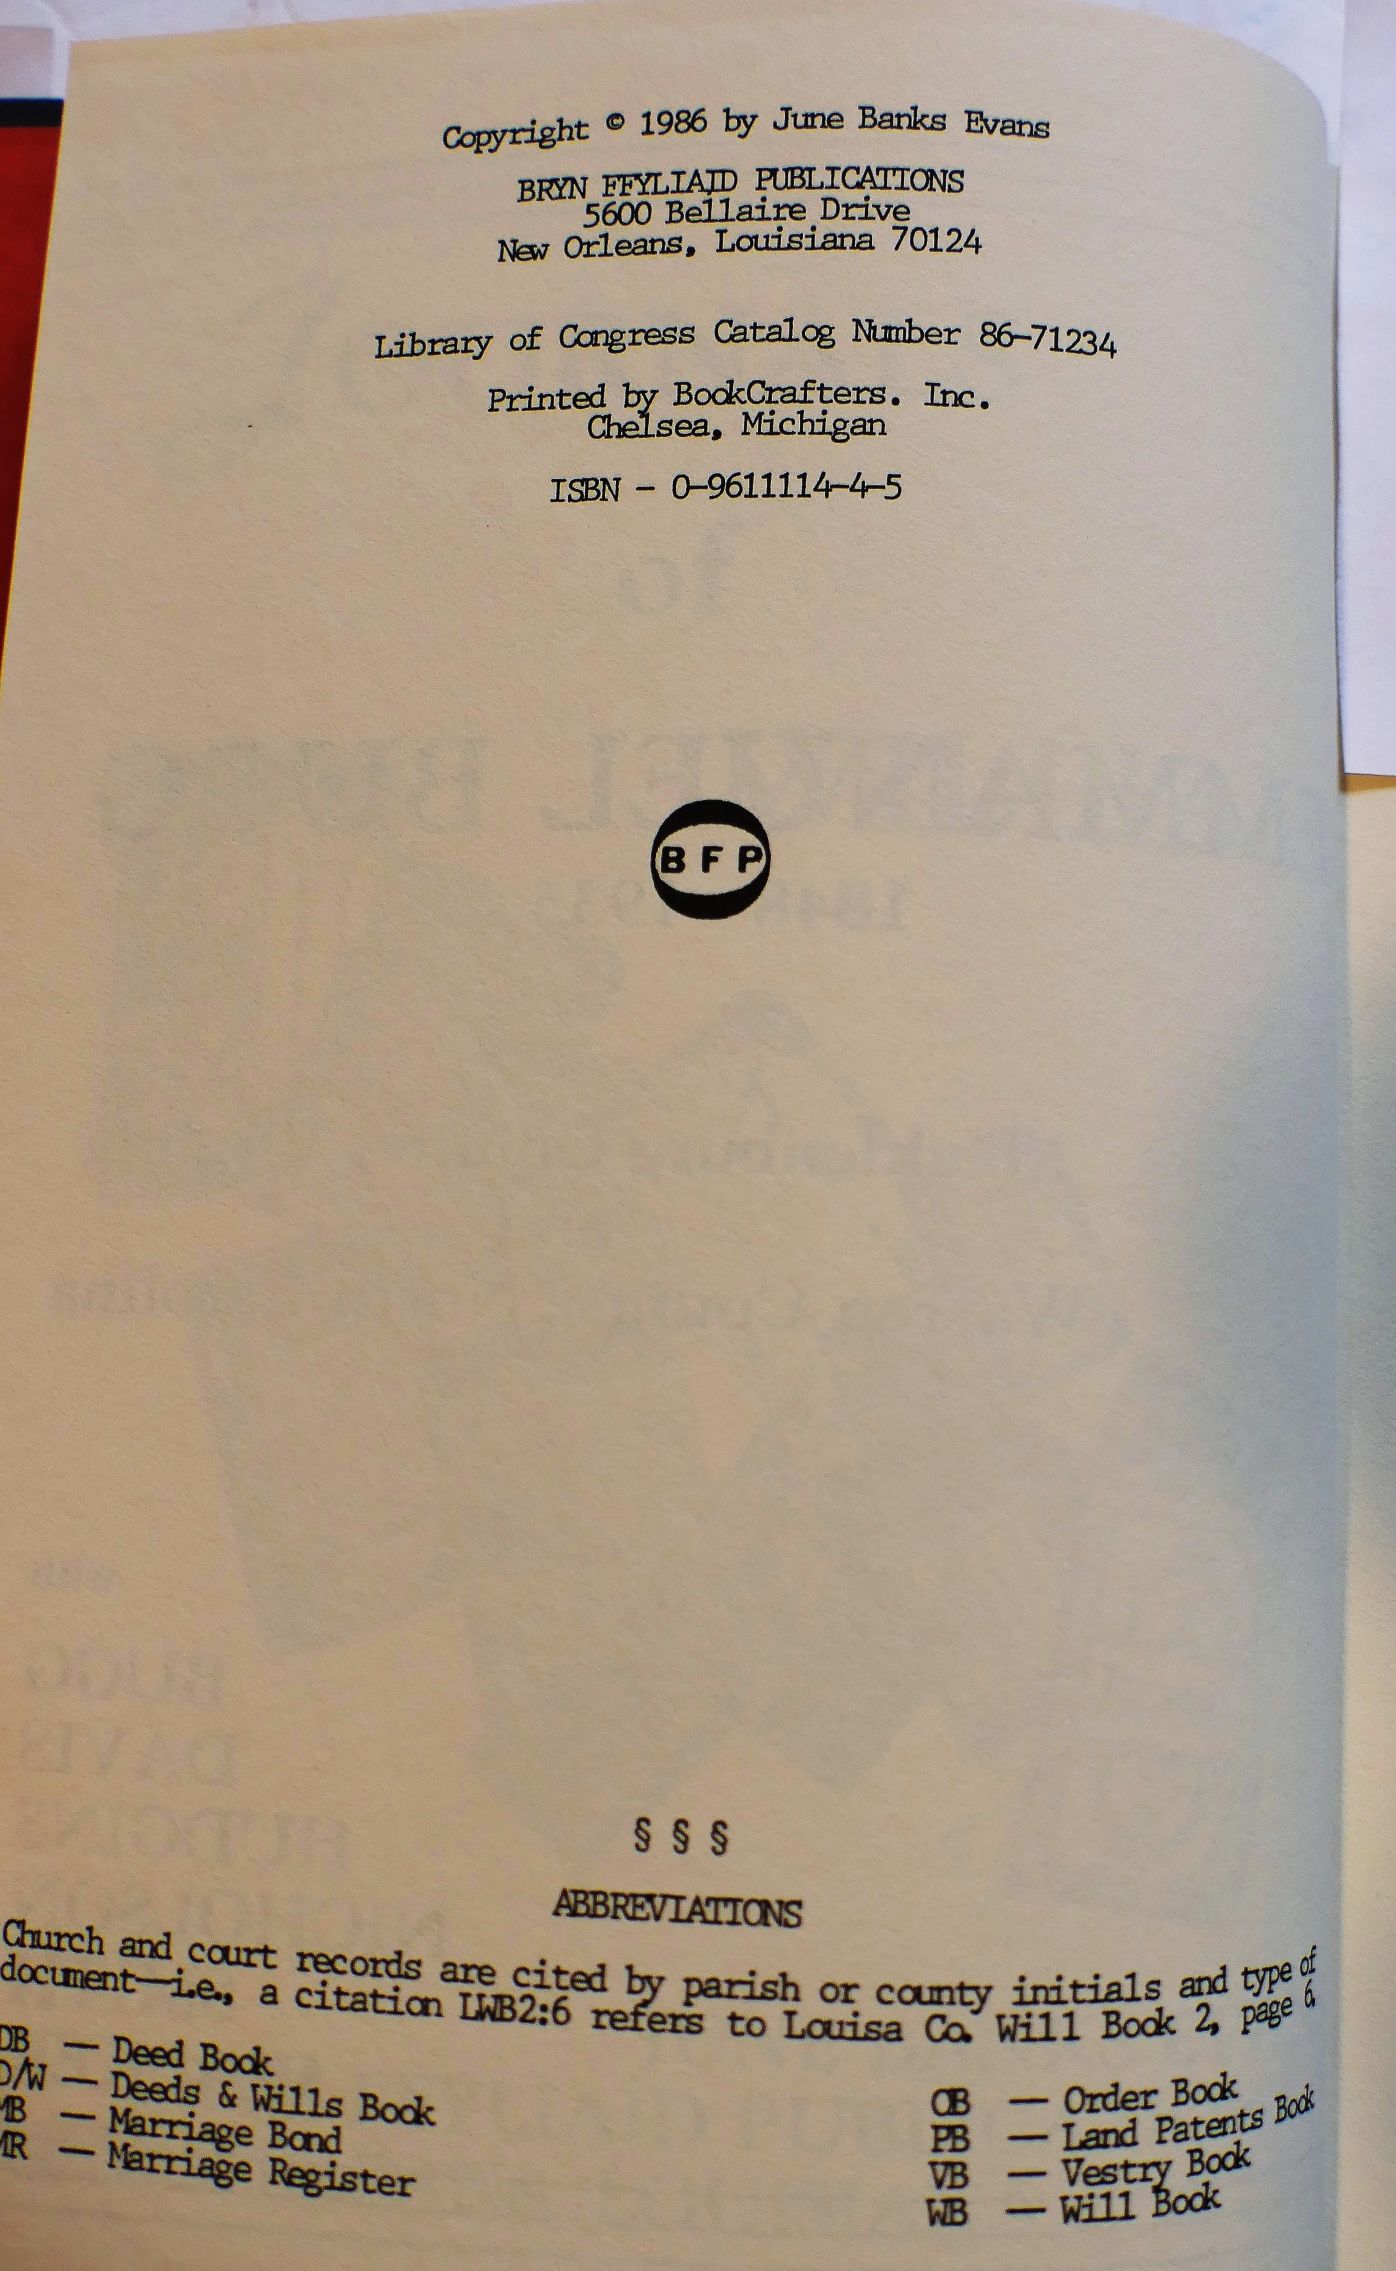 Copyright © 1986 by June Banks Evans
BRYN FFYLIAID PUBLICATIONS
5600 Bellaire Drive
New Orleans, Louisiana 70124
Library of Congress Catalog Number 86-71234
Printed by BookCrafters. Inc.
Chelsea, Michigan
ISBN - 0-9611114-4-5
B F P
§ § §
ABBREVIATIONS
Church and court records are cited by parish or county initials and type of
document—i.e., a citation LWB2:6 refers to Louisa Co. Will Book 2, page 6.
DB — Deed Book
D/W — Deeds & Wills Book
MB — Marriage Bond
MR — Marriage Register
OB — Order Book
PB — Land Patents Book
VB — Vestry Book
WB — Will Book